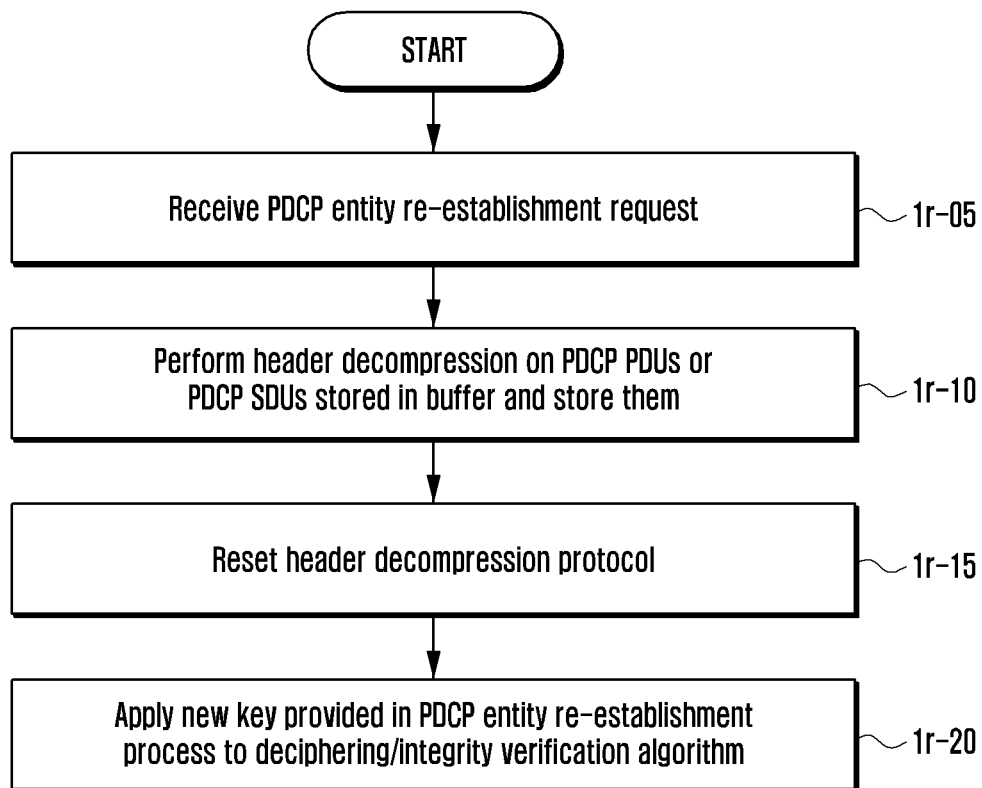 START
Receive PDCP entity re-establishment request
1r-05
Perform header decompression on PDCP PDUs or
PDCP SDUs stored in buffer and store them
1r-10
Reset header decompression protocol
1r-15
Apply new key provided in PDCP entity re-establishment
process to deciphering/integrity verification algorithm
1r-20